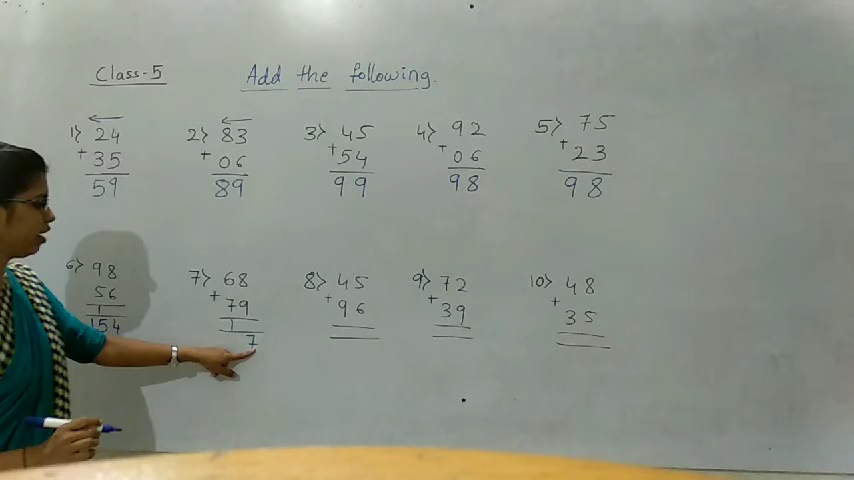 Class-5 Add the following.
1> 24 2> 83 3> 45 4> 92 5> 75
+35 +06 +54 +06 +23
59 89 99 98 98
6> 98 7> 68 8> 45 9> 72 10> 48
56 +79 +96 +39 +35
1 1
154 7